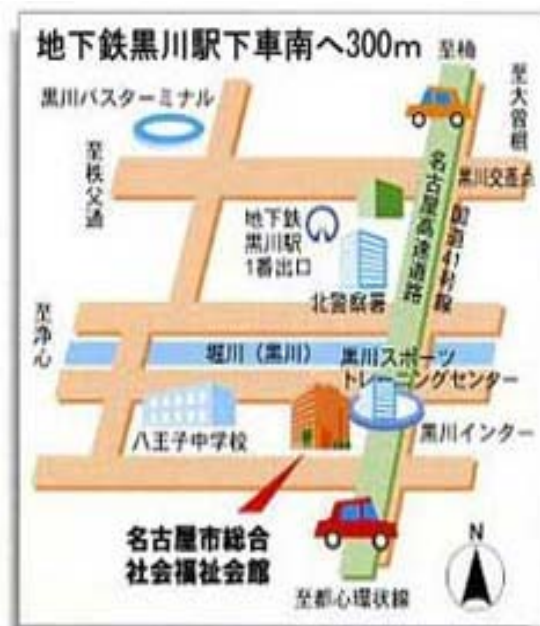 地下鉄黒川駅下車南へ300m
至楠
至大曽根
黒川バスターミナル
至秩父通
黒川交差点
名古屋高速道路
国道41号線
地下鉄
黒川駅
1番出口
北警察署
至浄心
堀川（黒川）
黒川スポーツ
トレーニングセンター
八王子中学校
黒川インター
名古屋市総合
社会福祉会館
N
至都心環状線